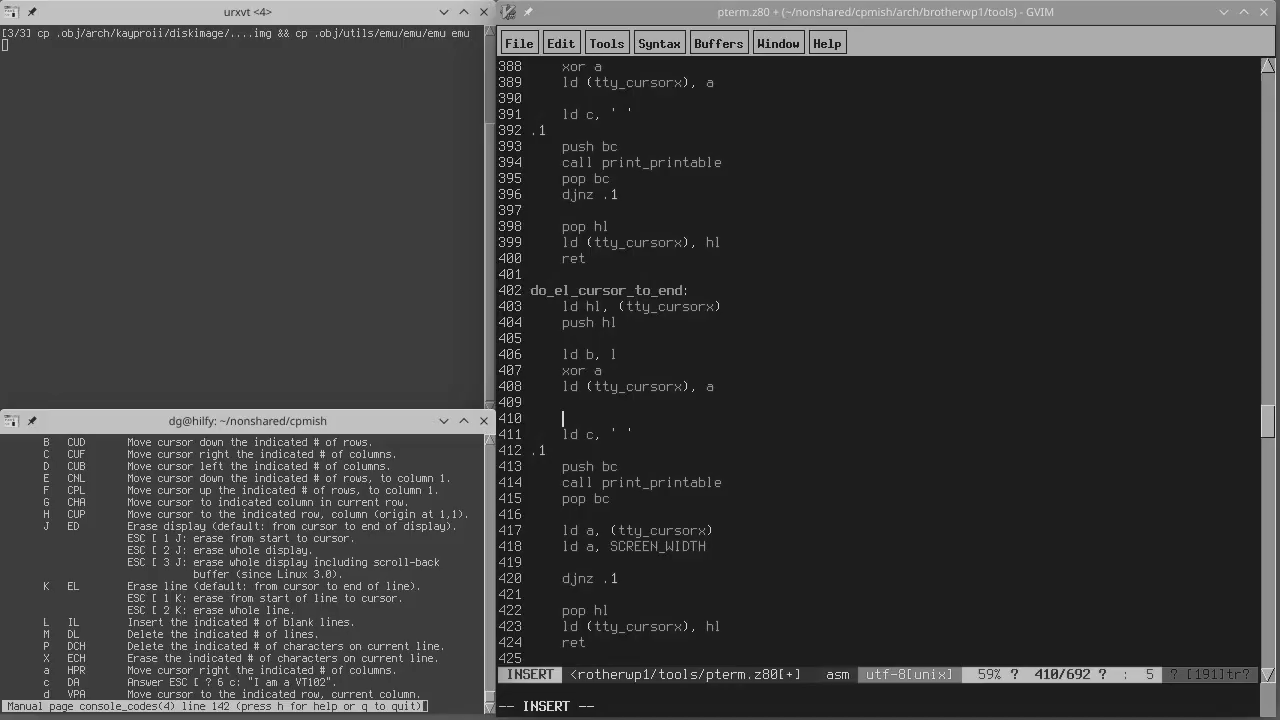 urxvt <4>
[3/3] cp .obj/arch/kayproii/diskimage/....img && cp .obj/utils/emu/emu/emu emu
dg@hilfy: ~/nonshared/cpmish
B CUD Move cursor down the indicated # of rows.
C CUF Move cursor right the indicated # of columns.
D CUB Move cursor left the indicated # of columns.
E CNL Move cursor down the indicated # of rows, to column 1.
F CPL Move cursor up the indicated # of rows, to column 1.
G CHA Move cursor to indicated column in current row.
H CUP Move cursor to the indicated row, column (origin at 1,1).
J ED Erase display (default: from cursor to end of display).
ESC [ 1 J: erase from start to cursor.
ESC [ 2 J: erase whole display.
ESC [ 3 J: erase whole display including scroll-back
buffer (since Linux 3.0).
K EL Erase line (default: from cursor to end of line).
ESC [ 1 K: erase from start of line to cursor.
ESC [ 2 K: erase whole line.
L IL Insert the indicated # of blank lines.
M DL Delete the indicated # of lines.
P DCH Delete the indicated # of characters on current line.
X ECH Erase the indicated # of characters on current line.
a HPR Move cursor right the indicated # of columns.
c DA Answer ESC [ ? 6 c: "I am a VT102".
d VPA Move cursor to the indicated row, current column.
Manual page console_codes(4) line 142 (press h for help or q to quit)
pterm.z80 + (~/nonshared/cpmish/arch/brotherwp1/tools) - GVIM
File Edit Tools Syntax Buffers Window Help
388 xor a
389 ld (tty_cursorx), a
390
391 ld c, ' '
392 .1
393 push bc
394 call print_printable
395 pop bc
396 djnz .1
397
398 pop hl
399 ld (tty_cursorx), hl
400 ret
401
402 do_el_cursor_to_end:
403 ld hl, (tty_cursorx)
404 push hl
405
406 ld b, l
407 xor a
408 ld (tty_cursorx), a
409
410
411 ld c, ' '
412 .1
413 push bc
414 call print_printable
415 pop bc
416
417 ld a, (tty_cursorx)
418 ld a, SCREEN_WIDTH
419
420 djnz .1
421
422 pop hl
423 ld (tty_cursorx), hl
424 ret
425
INSERT <rotherwp1/tools/pterm.z80[+] asm utf-8[unix] 59% ? 410/692 ? : 5 ? [191]tr?
-- INSERT --